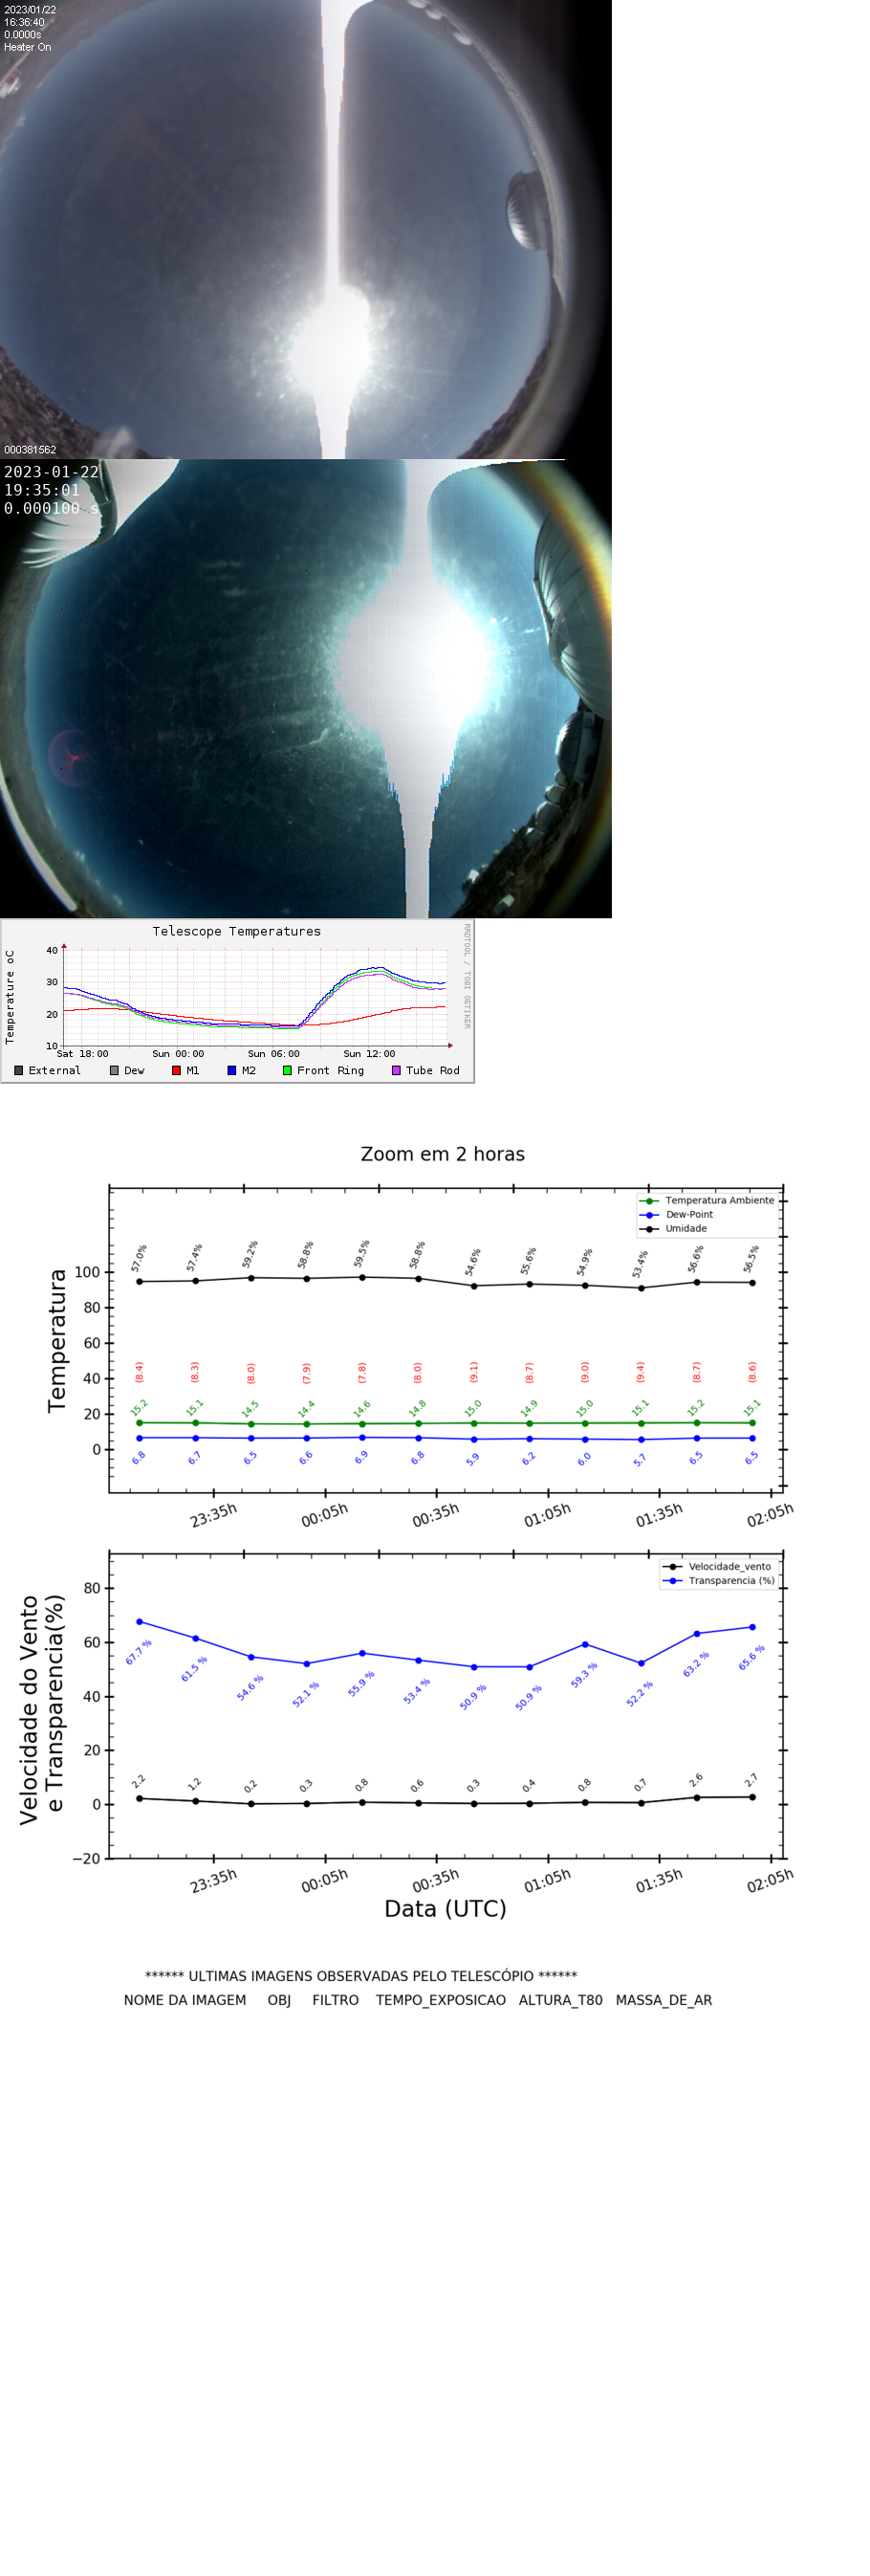 2023/01/22
16:36:40
0.0000s
Heater On
000381562
2023-01-22
19:35:01
0.000100 s
Telescope Temperatures
RRDTOOL / TOBI OETIKER
Temperature oC
40
30
20
10
Sat 18:00 Sun 00:00 Sun 06:00 Sun 12:00
External Dew M1 M2 Front Ring Tube Rod
Zoom em 2 horas
Temperatura Ambiente
Dew-Point
Umidade
57.0% 57.4% 59.2% 58.8% 59.5% 58.8% 54.6% 55.6% 54.9% 53.4% 56.6% 56.5%
Temperatura
100
80
60
40
20
0
(8.4) (8.3) (8.0) (7.9) (7.8) (8.0) (9.1) (8.7) (9.0) (9.4) (8.7) (8.6)
15.2 15.1 14.5 14.4 14.6 14.8 15.0 14.9 15.0 15.1 15.2 15.1
6.8 6.7 6.5 6.6 6.9 6.8 5.9 6.2 6.0 5.7 6.5 6.5
23:35h 00:05h 00:35h 01:05h 01:35h 02:05h
Velocidade_vento
Transparencia (%)
Velocidade do Vento
e Transparencia(%)
80
60
40
20
0
−20
67.7 % 61.5 % 54.6 % 52.1 % 55.9 % 53.4 % 50.9 % 50.9 % 59.3 % 52.2 % 63.2 % 65.6 %
2.2 1.2 0.2 0.3 0.8 0.6 0.3 0.4 0.8 0.7 2.6 2.7
23:35h 00:05h 00:35h 01:05h 01:35h 02:05h
Data (UTC)
****** ULTIMAS IMAGENS OBSERVADAS PELO TELESCÓPIO ******
NOME DA IMAGEM OBJ FILTRO TEMPO_EXPOSICAO ALTURA_T80 MASSA_DE_AR